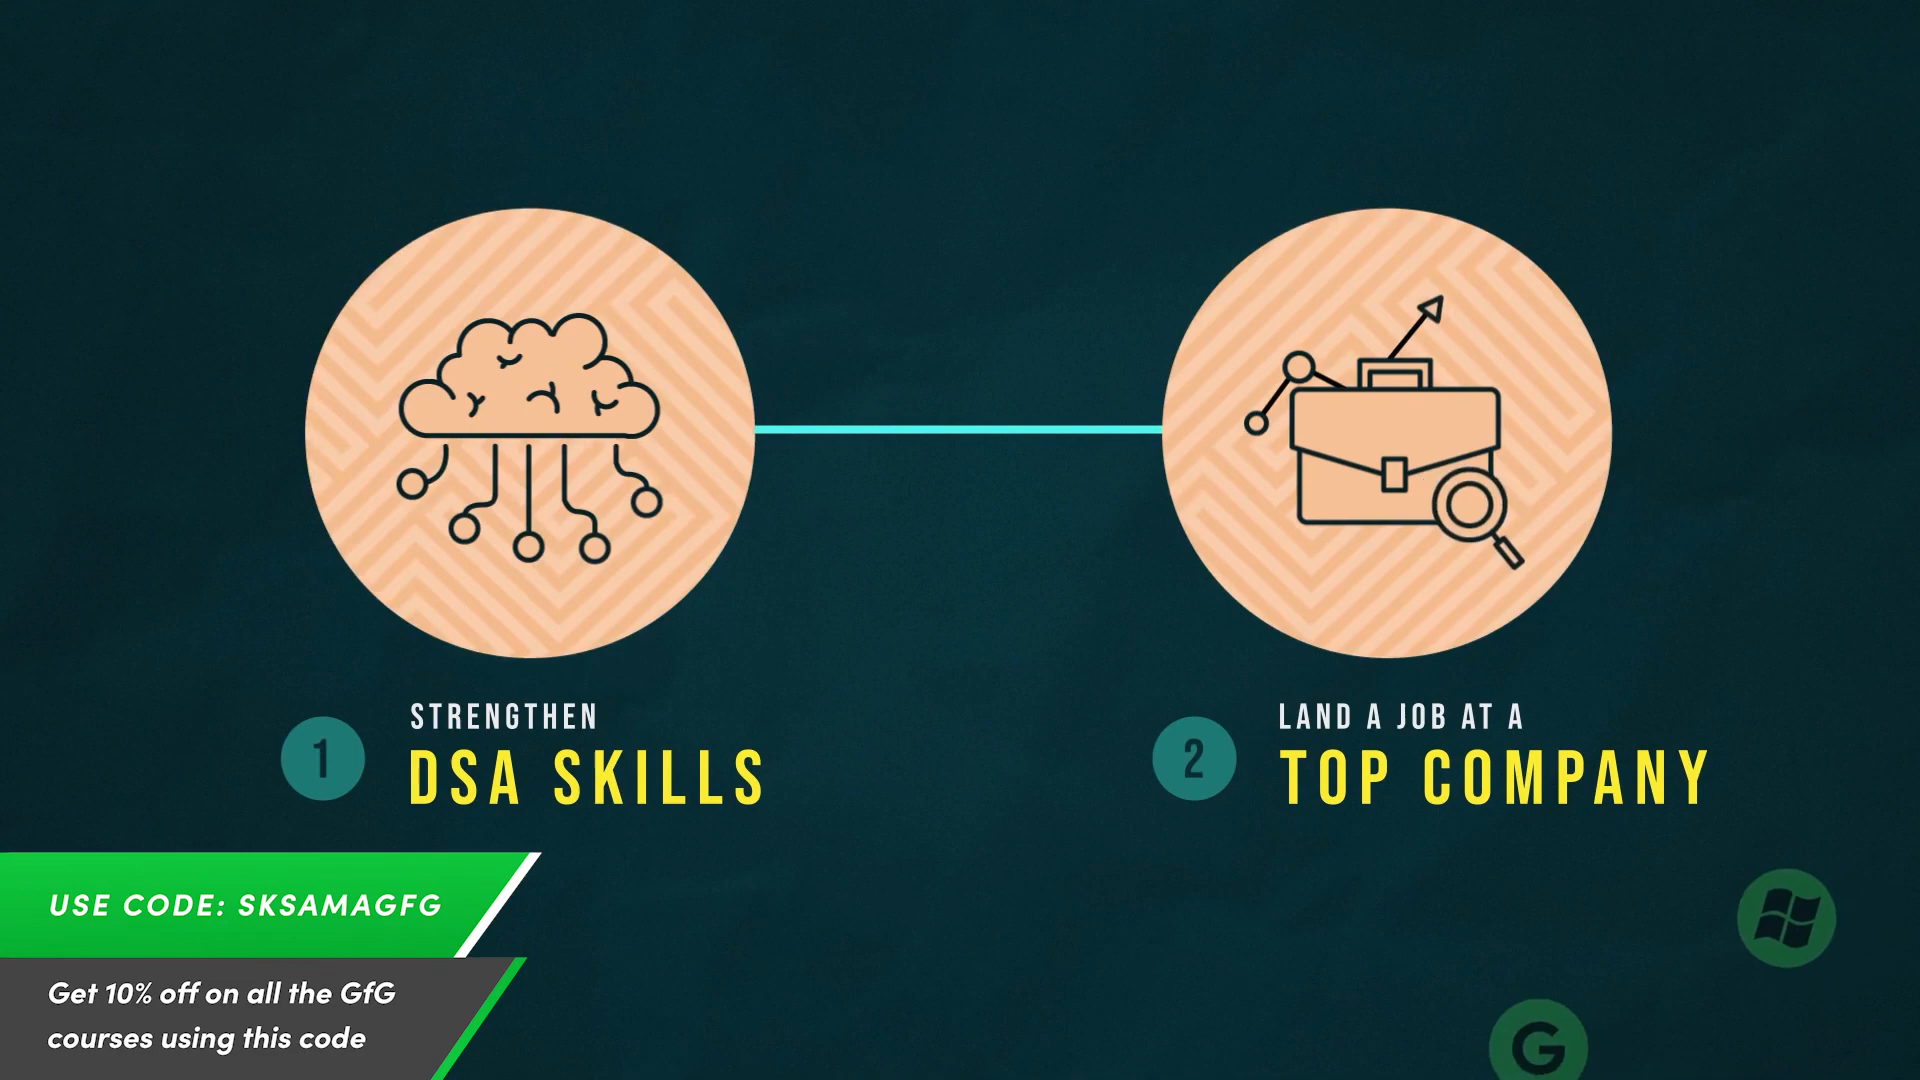 STRENGTHEN
1
DSA SKILLS
LAND A JOB AT A
2
TOP COMPANY
USE CODE: SKSAMAGFG
Get 10% off on all the GfG
courses using this code
G